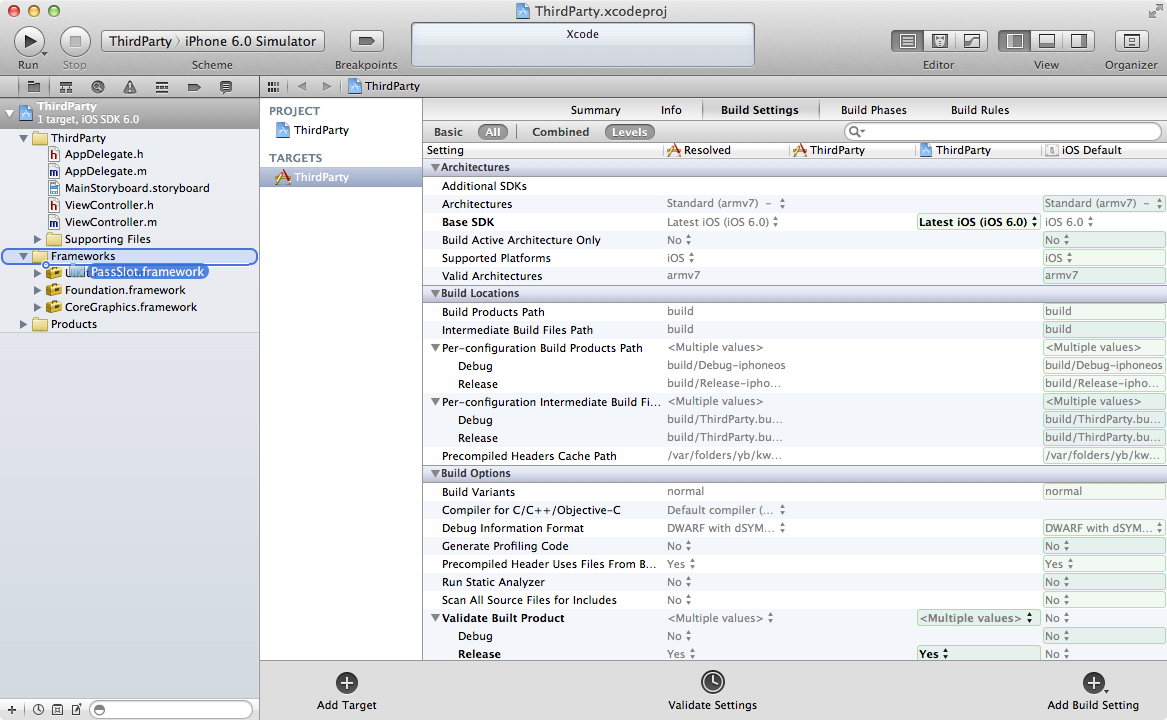 ThirdParty.xcodeproj
Run
Stop
ThirdParty › iPhone 6.0 Simulator
Scheme
Breakpoints
Xcode
Editor
View
Organizer
ThirdParty
ThirdParty
1 target, iOS SDK 6.0
ThirdParty
AppDelegate.h
AppDelegate.m
MainStoryboard.storyboard
ViewController.h
ViewController.m
Supporting Files
Frameworks
PassSlot.framework
Foundation.framework
CoreGraphics.framework
Products
PROJECT
ThirdParty
TARGETS
ThirdParty
Summary Info Build Settings Build Phases Build Rules
Basic All Combined Levels
Setting Resolved ThirdParty ThirdParty iOS Default
Architectures
Additional SDKs
Architectures Standard (armv7) – Standard (armv7) –
Base SDK Latest iOS (iOS 6.0) Latest iOS (iOS 6.0) iOS 6.0
Build Active Architecture Only No No
Supported Platforms iOS iOS
Valid Architectures armv7 armv7
Build Locations
Build Products Path build build
Intermediate Build Files Path build build
Per-configuration Build Products Path <Multiple values> <Multiple values>
Debug build/Debug-iphoneos build/Debug-iphoneos
Release build/Release-ipho... build/Release-ipho...
Per-configuration Intermediate Build Fi... <Multiple values> <Multiple values>
Debug build/ThirdParty.bu... build/ThirdParty.bu...
Release build/ThirdParty.bu... build/ThirdParty.bu...
Precompiled Headers Cache Path /var/folders/yb/kw... /var/folders/yb/kw...
Build Options
Build Variants normal normal
Compiler for C/C++/Objective-C Default compiler (...
Debug Information Format DWARF with dSYM... DWARF with dSYM...
Generate Profiling Code No No
Precompiled Header Uses Files From B... Yes Yes
Run Static Analyzer No No
Scan All Source Files for Includes No No
Validate Built Product <Multiple values> <Multiple values> No
Debug No No
Release Yes Yes No
Add Target
Validate Settings
Add Build Setting